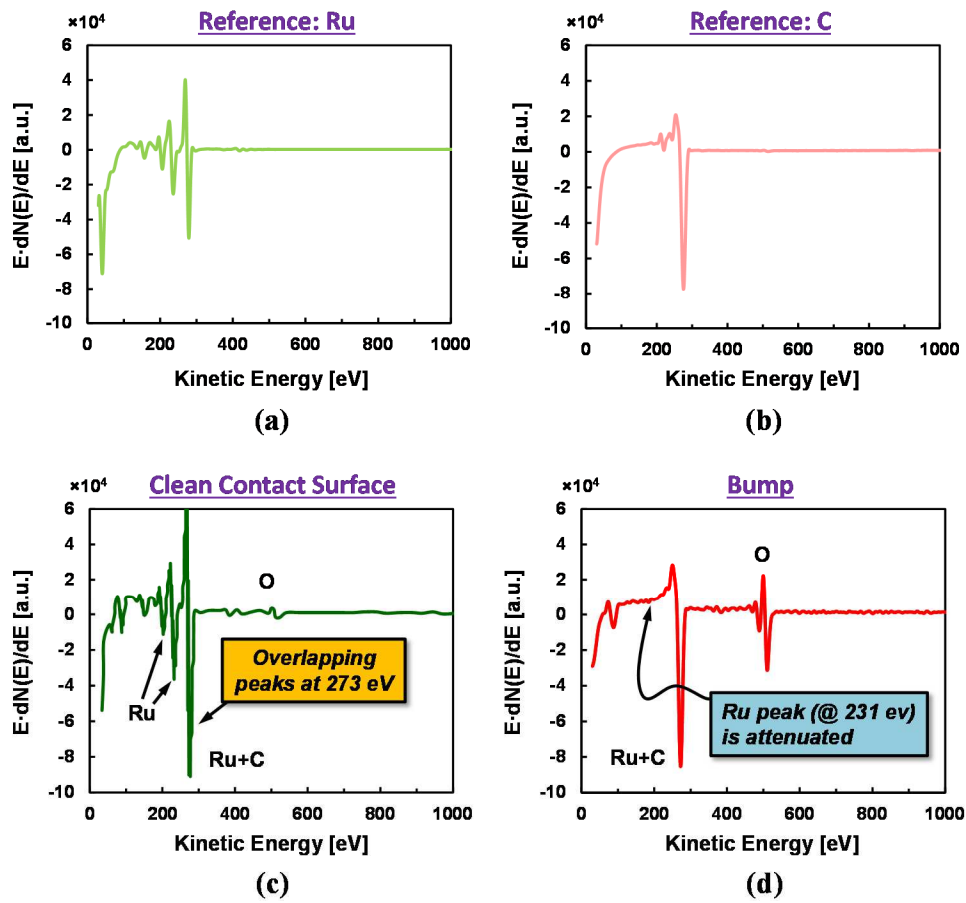 Reference: Ru
×10⁴
6
4
2
0
-2
-4
-6
-8
-10
E·dN(E)/dE [a.u.]
0 200 400 600 800 1000
Kinetic Energy [eV]
(a)
Reference: C
×10⁴
6
4
2
0
-2
-4
-6
-8
-10
E·dN(E)/dE [a.u.]
0 200 400 600 800 1000
Kinetic Energy [eV]
(b)
Clean Contact Surface
×10⁴
6
4
2
0
-2
-4
-6
-8
-10
E·dN(E)/dE [a.u.]
O
Overlapping
peaks at 273 eV
Ru
Ru+C
0 200 400 600 800 1000
Kinetic Energy [eV]
(c)
Bump
×10⁴
6
4
2
0
-2
-4
-6
-8
-10
E·dN(E)/dE [a.u.]
O
Ru peak (@ 231 ev)
is attenuated
Ru+C
0 200 400 600 800 1000
Kinetic Energy [eV]
(d)